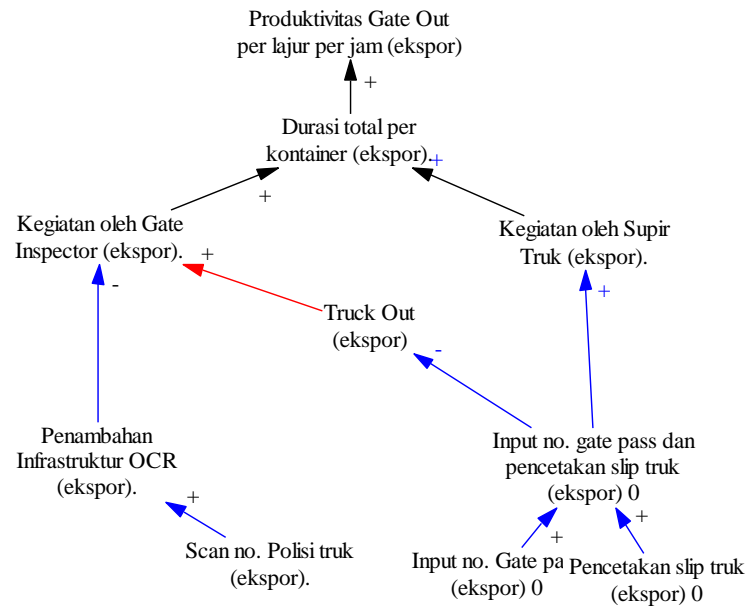 Produktivitas Gate Out
per lajur per jam (ekspor)
+
Durasi total per
kontainer (ekspor).
+
+
Kegiatan oleh Gate
Inspector (ekspor).
+
Kegiatan oleh Supir
Truk (ekspor).
-
+
Truck Out
(ekspor)
-
Penambahan
Infrastruktur OCR
(ekspor).
Input no. gate pass dan
pencetakan slip truk
(ekspor) 0
+
+
+
Scan no. Polisi truk
(ekspor).
Input no. Gate pa
(ekspor) 0
Pencetakan slip truk
(ekspor) 0